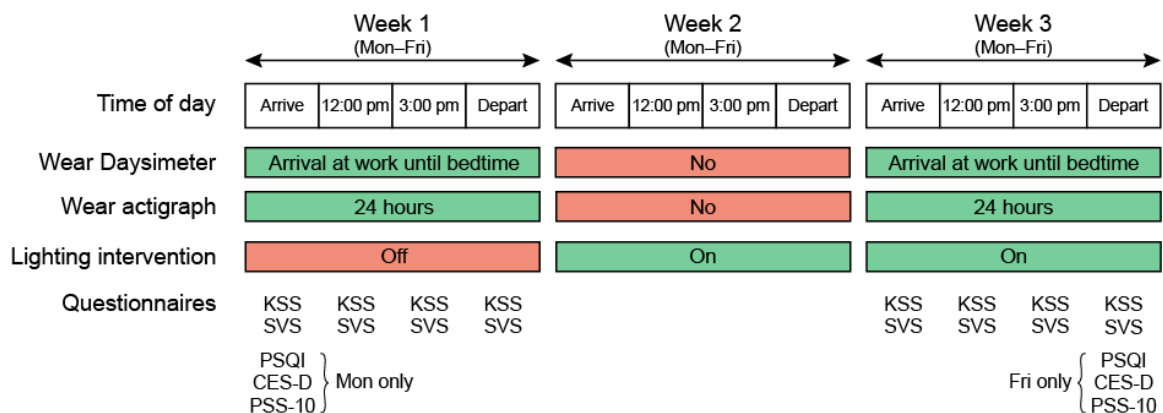 Week 1 Week 2 Week 3
(Mon–Fri) (Mon–Fri) (Mon–Fri)
Time of day Arrive 12:00 pm 3:00 pm Depart Arrive 12:00 pm 3:00 pm Depart Arrive 12:00 pm 3:00 pm Depart
Wear Daysimeter Arrival at work until bedtime No Arrival at work until bedtime
Wear actigraph 24 hours No 24 hours
Lighting intervention Off On On
Questionnaires KSS KSS KSS KSS KSS KSS KSS KSS
SVS SVS SVS SVS SVS SVS SVS SVS
PSQI PSQI
CES-D Mon only Fri only CES-D
PSS-10 PSS-10